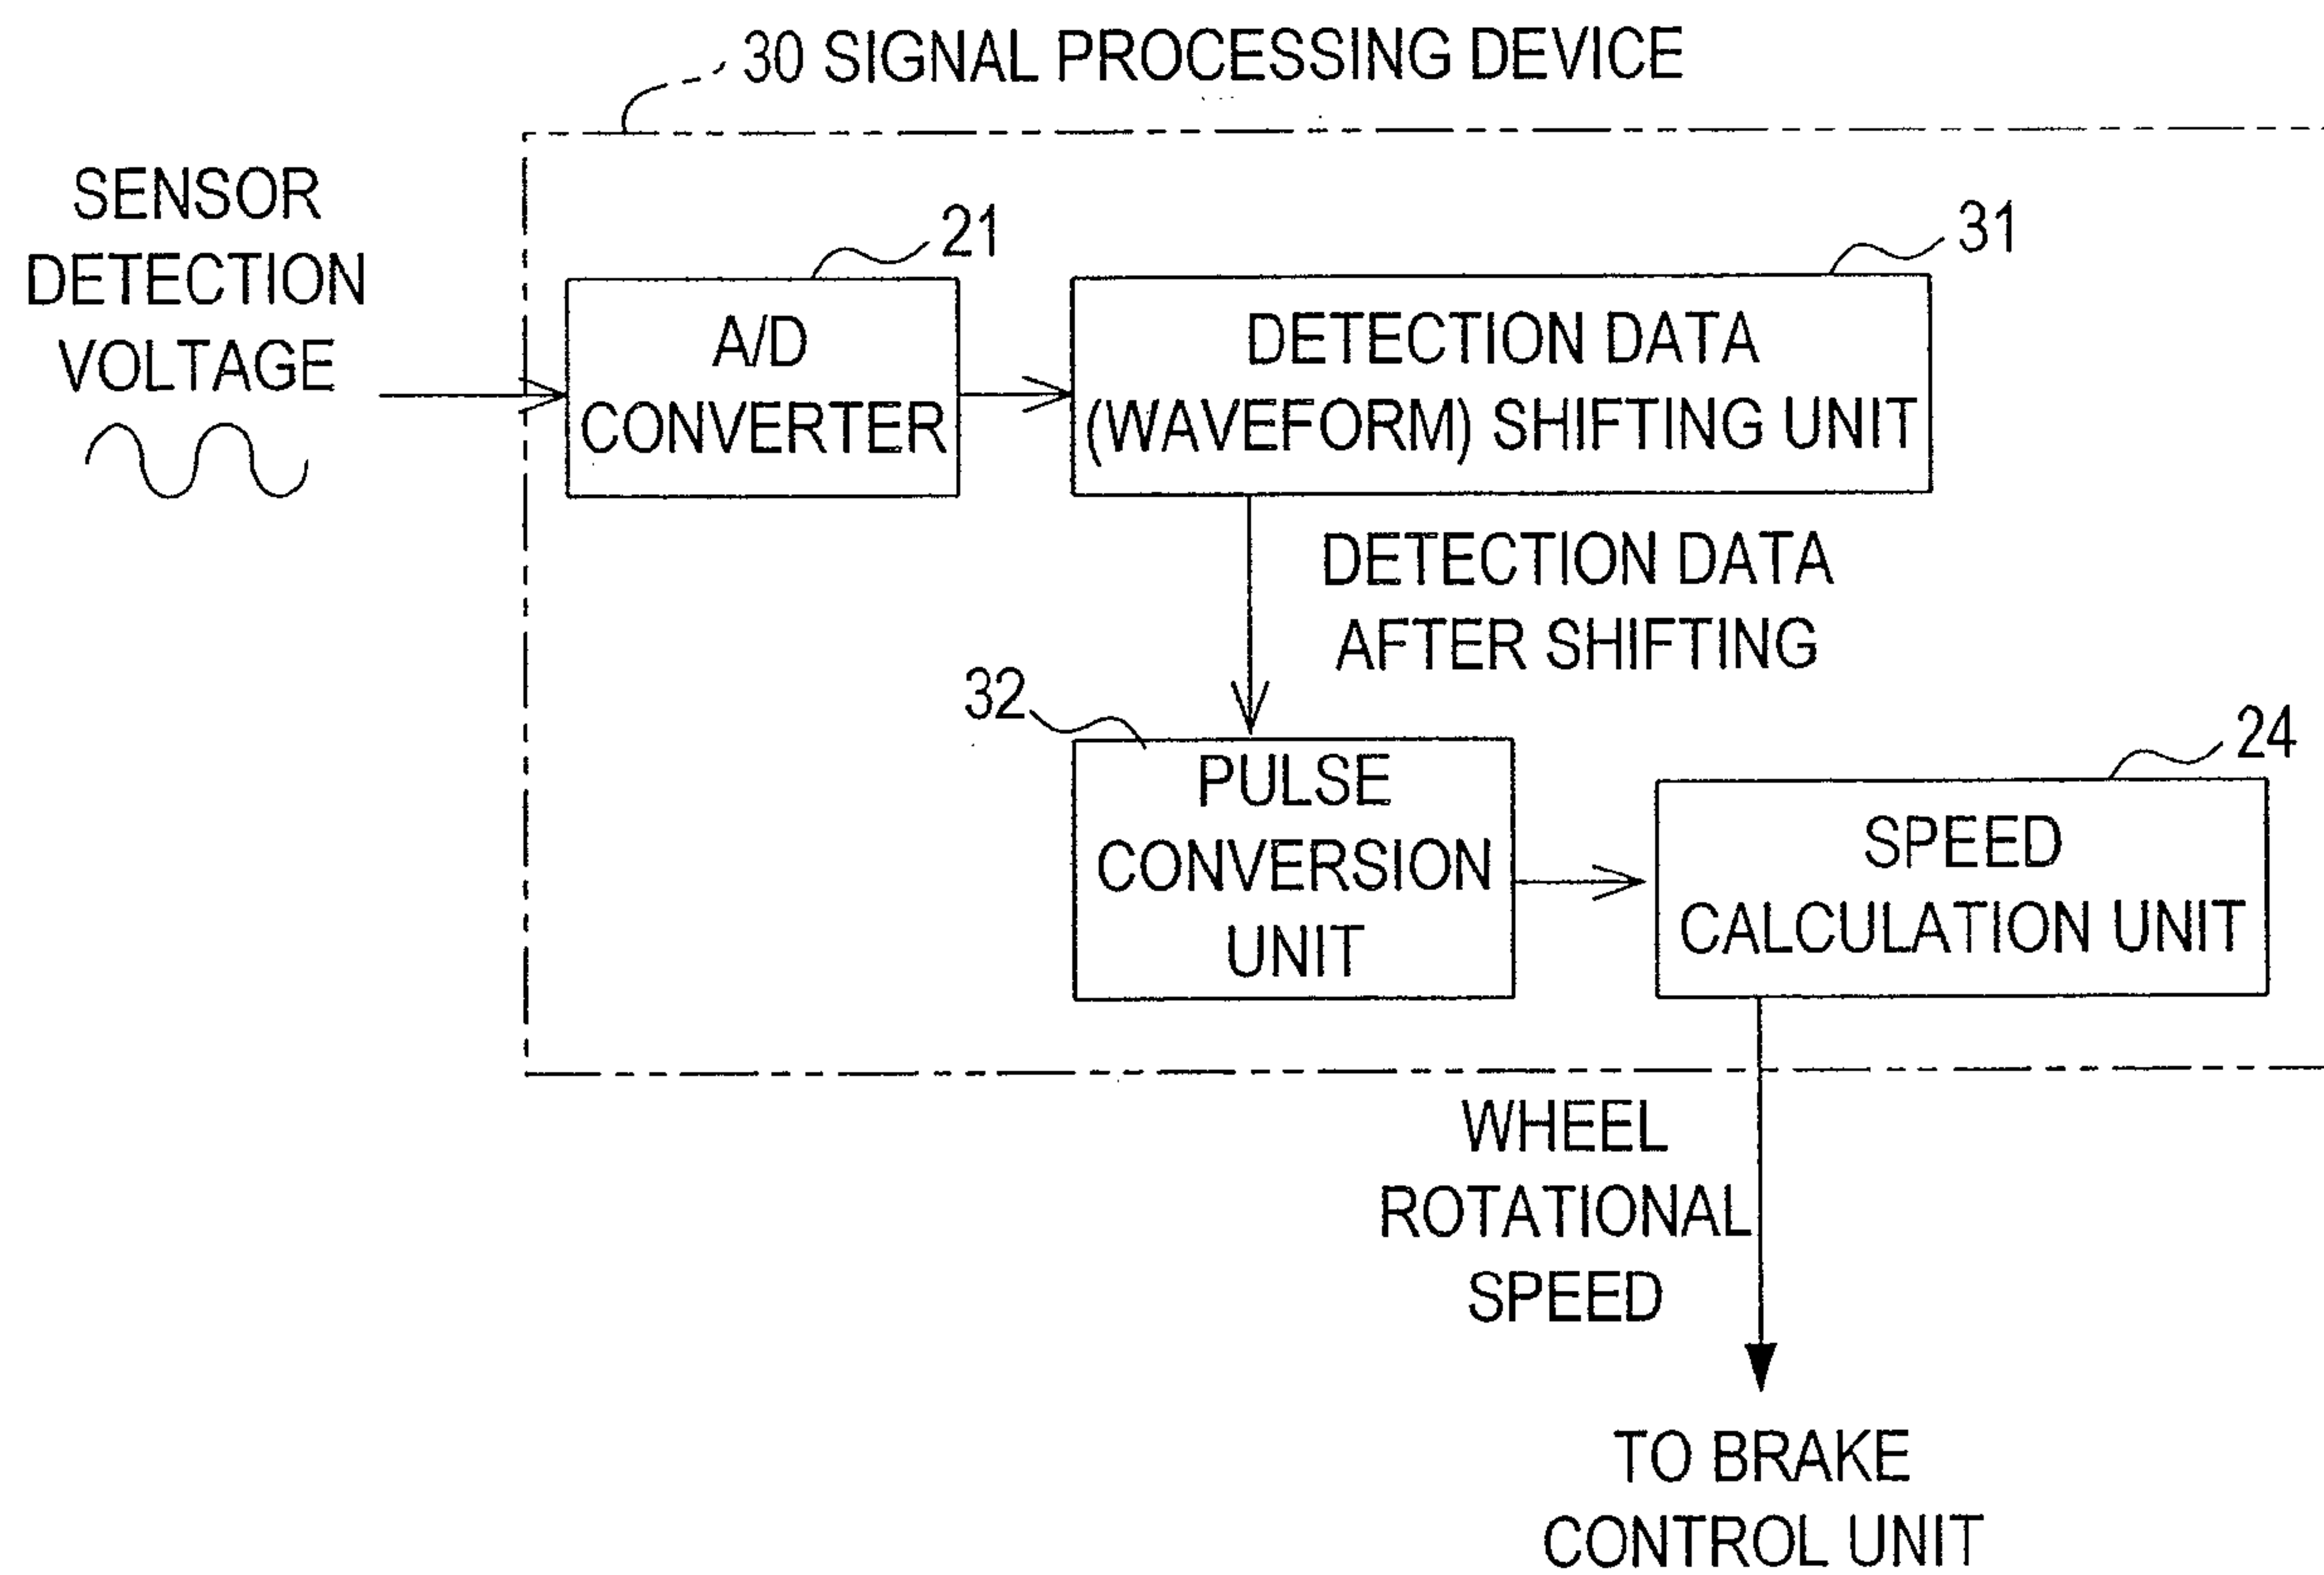 30 SIGNAL PROCESSING DEVICE
SENSOR
DETECTION
VOLTAGE
21
A/D
CONVERTER
31
DETECTION DATA
(WAVEFORM) SHIFTING UNIT
DETECTION DATA
AFTER SHIFTING
32
PULSE
CONVERSION
UNIT
24
SPEED
CALCULATION UNIT
WHEEL
ROTATIONAL
SPEED
TO BRAKE
CONTROL UNIT